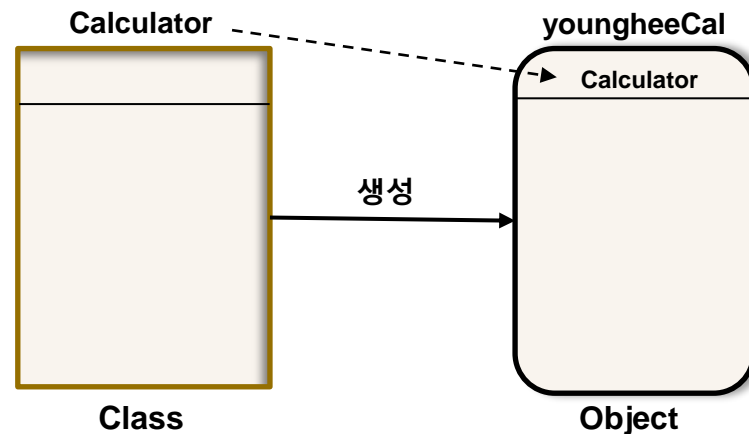 Calculator
youngheeCal
Calculator
생성
Class
Object